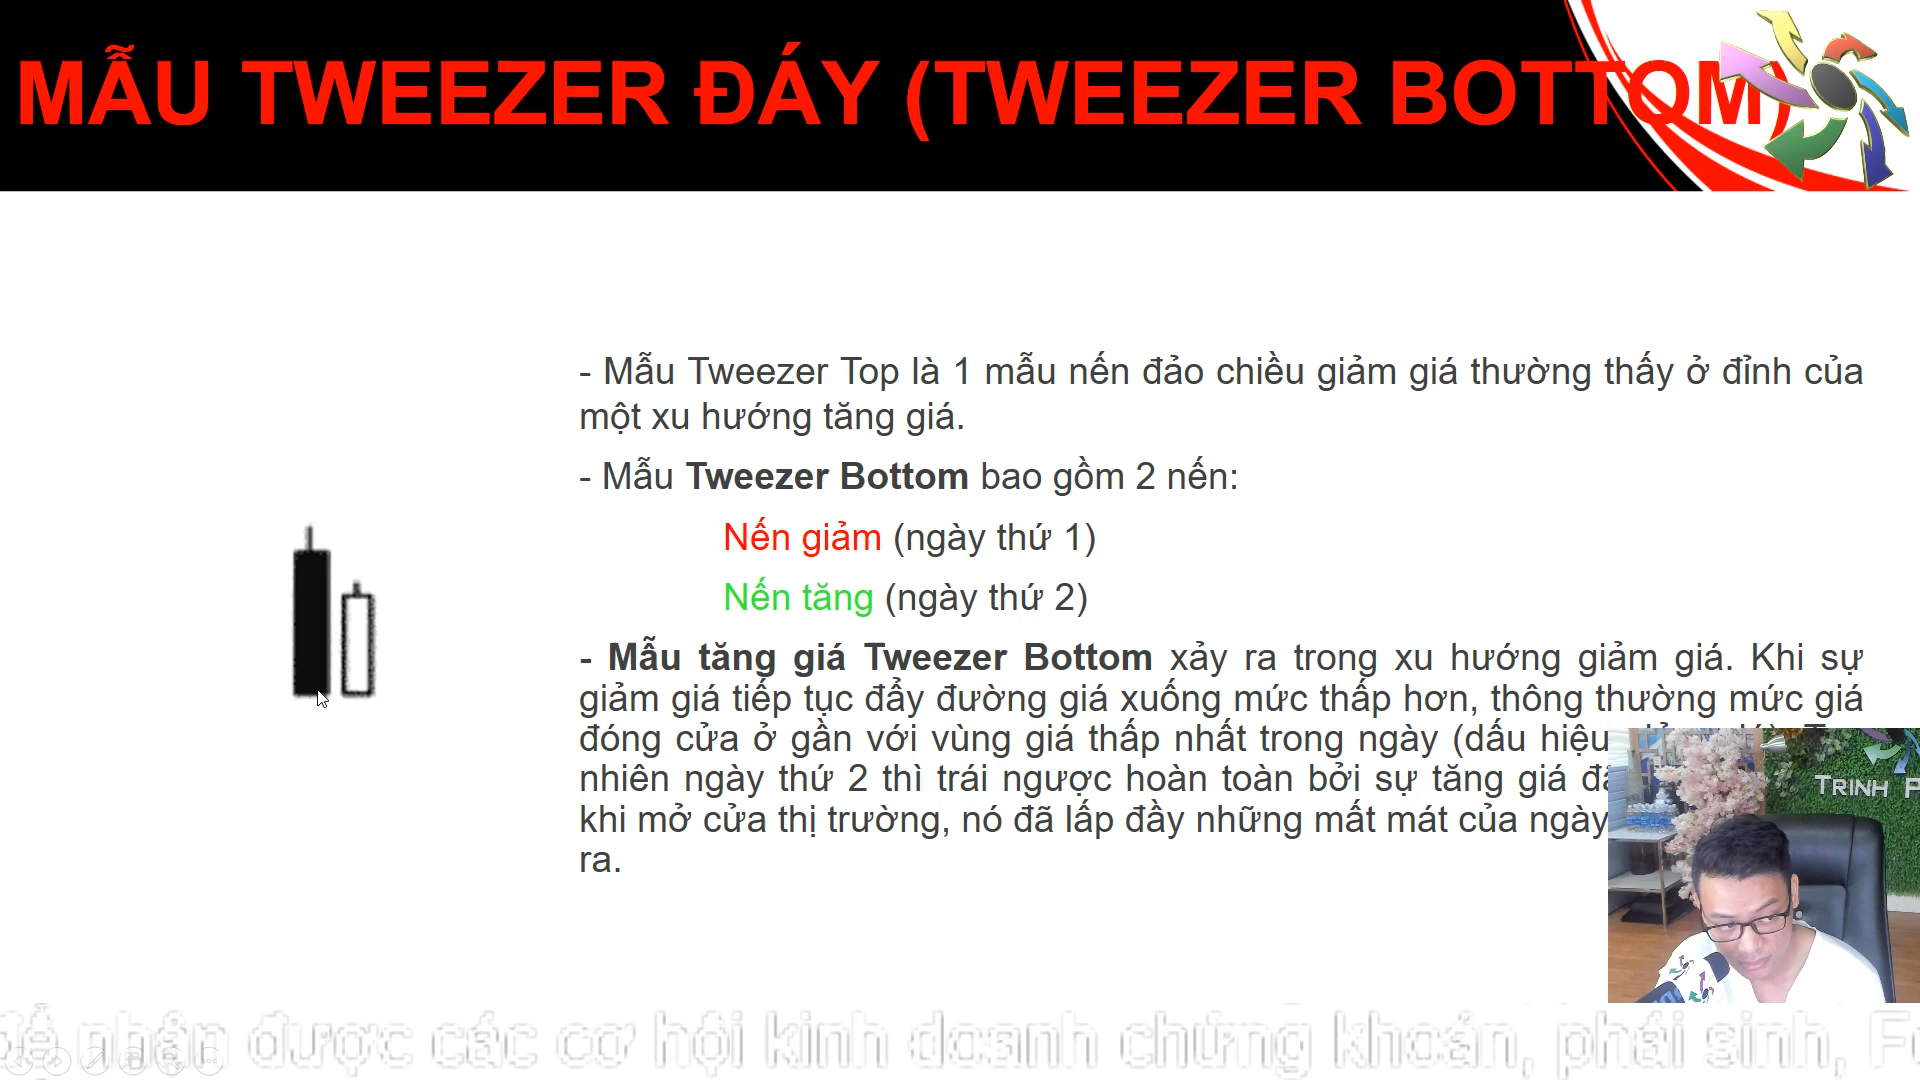 MẪU TWEEZER ĐÁY (TWEEZER BOTTOM)
- Mẫu Tweezer Top là 1 mẫu nến đảo chiều giảm giá thường thấy ở đỉnh của
một xu hướng tăng giá.
- Mẫu Tweezer Bottom bao gồm 2 nến:
Nến giảm (ngày thứ 1)
Nến tăng (ngày thứ 2)
- Mẫu tăng giá Tweezer Bottom xảy ra trong xu hướng giảm giá. Khi sự
giảm giá tiếp tục đẩy đường giá xuống mức thấp hơn, thông thường mức giá
đóng cửa ở gần với vùng giá thấp nhất trong ngày (dấu hiệu
nhiên ngày thứ 2 thì trái ngược hoàn toàn bởi sự tăng giá
khi mở cửa thị trường, nó đã lấp đầy những mất mát của ngày
ra.
TRINH
để nhận được các cơ hội kinh doanh chứng khoán, phái sinh,